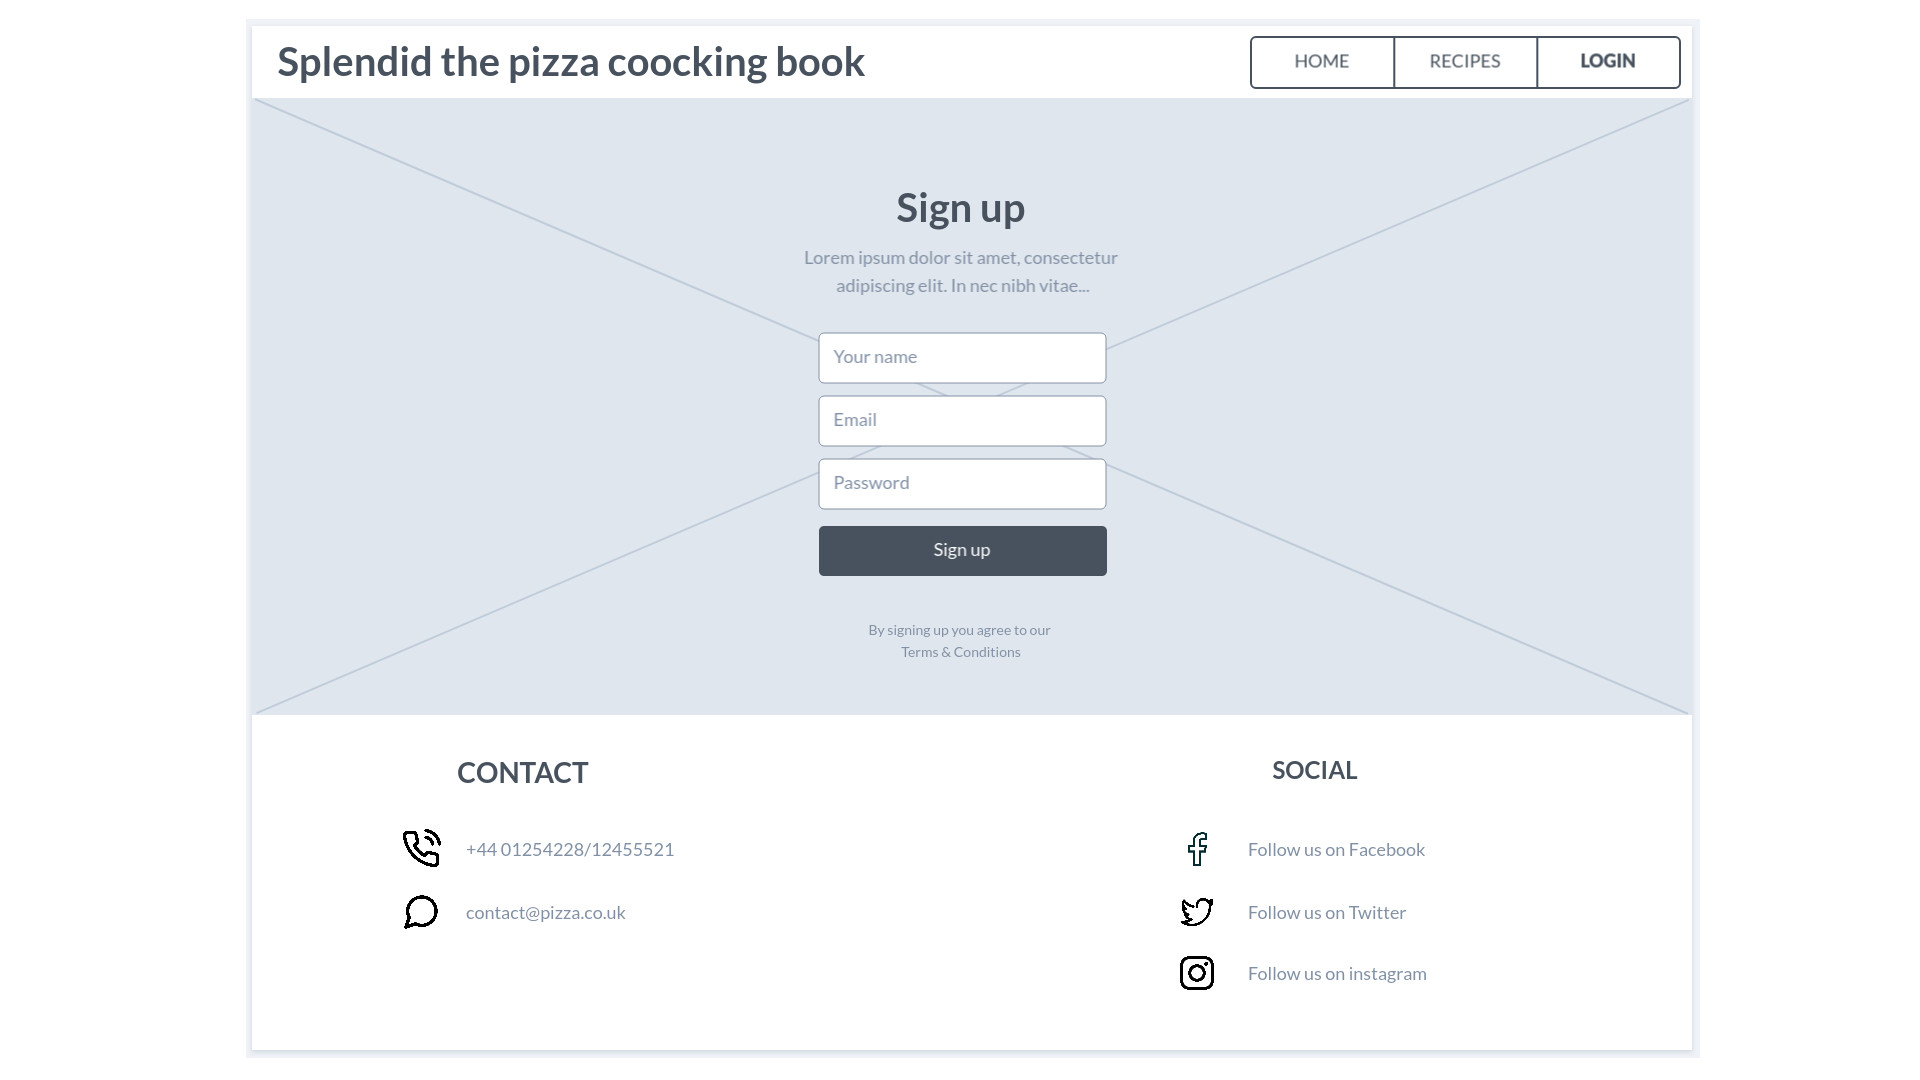 Splendid the pizza coocking book
HOME
RECIPES
LOGIN
Sign up
Lorem ipsum dolor sit amet, consectetur
adipiscing elit. In nec nibh vitae...
Your name
Email
Password
Sign up
By signing up you agree to our
Terms & Conditions
CONTACT
+44 01254228/12455521
contact@pizza.co.uk
SOCIAL
Follow us on Facebook
Follow us on Twitter
Follow us on instagram